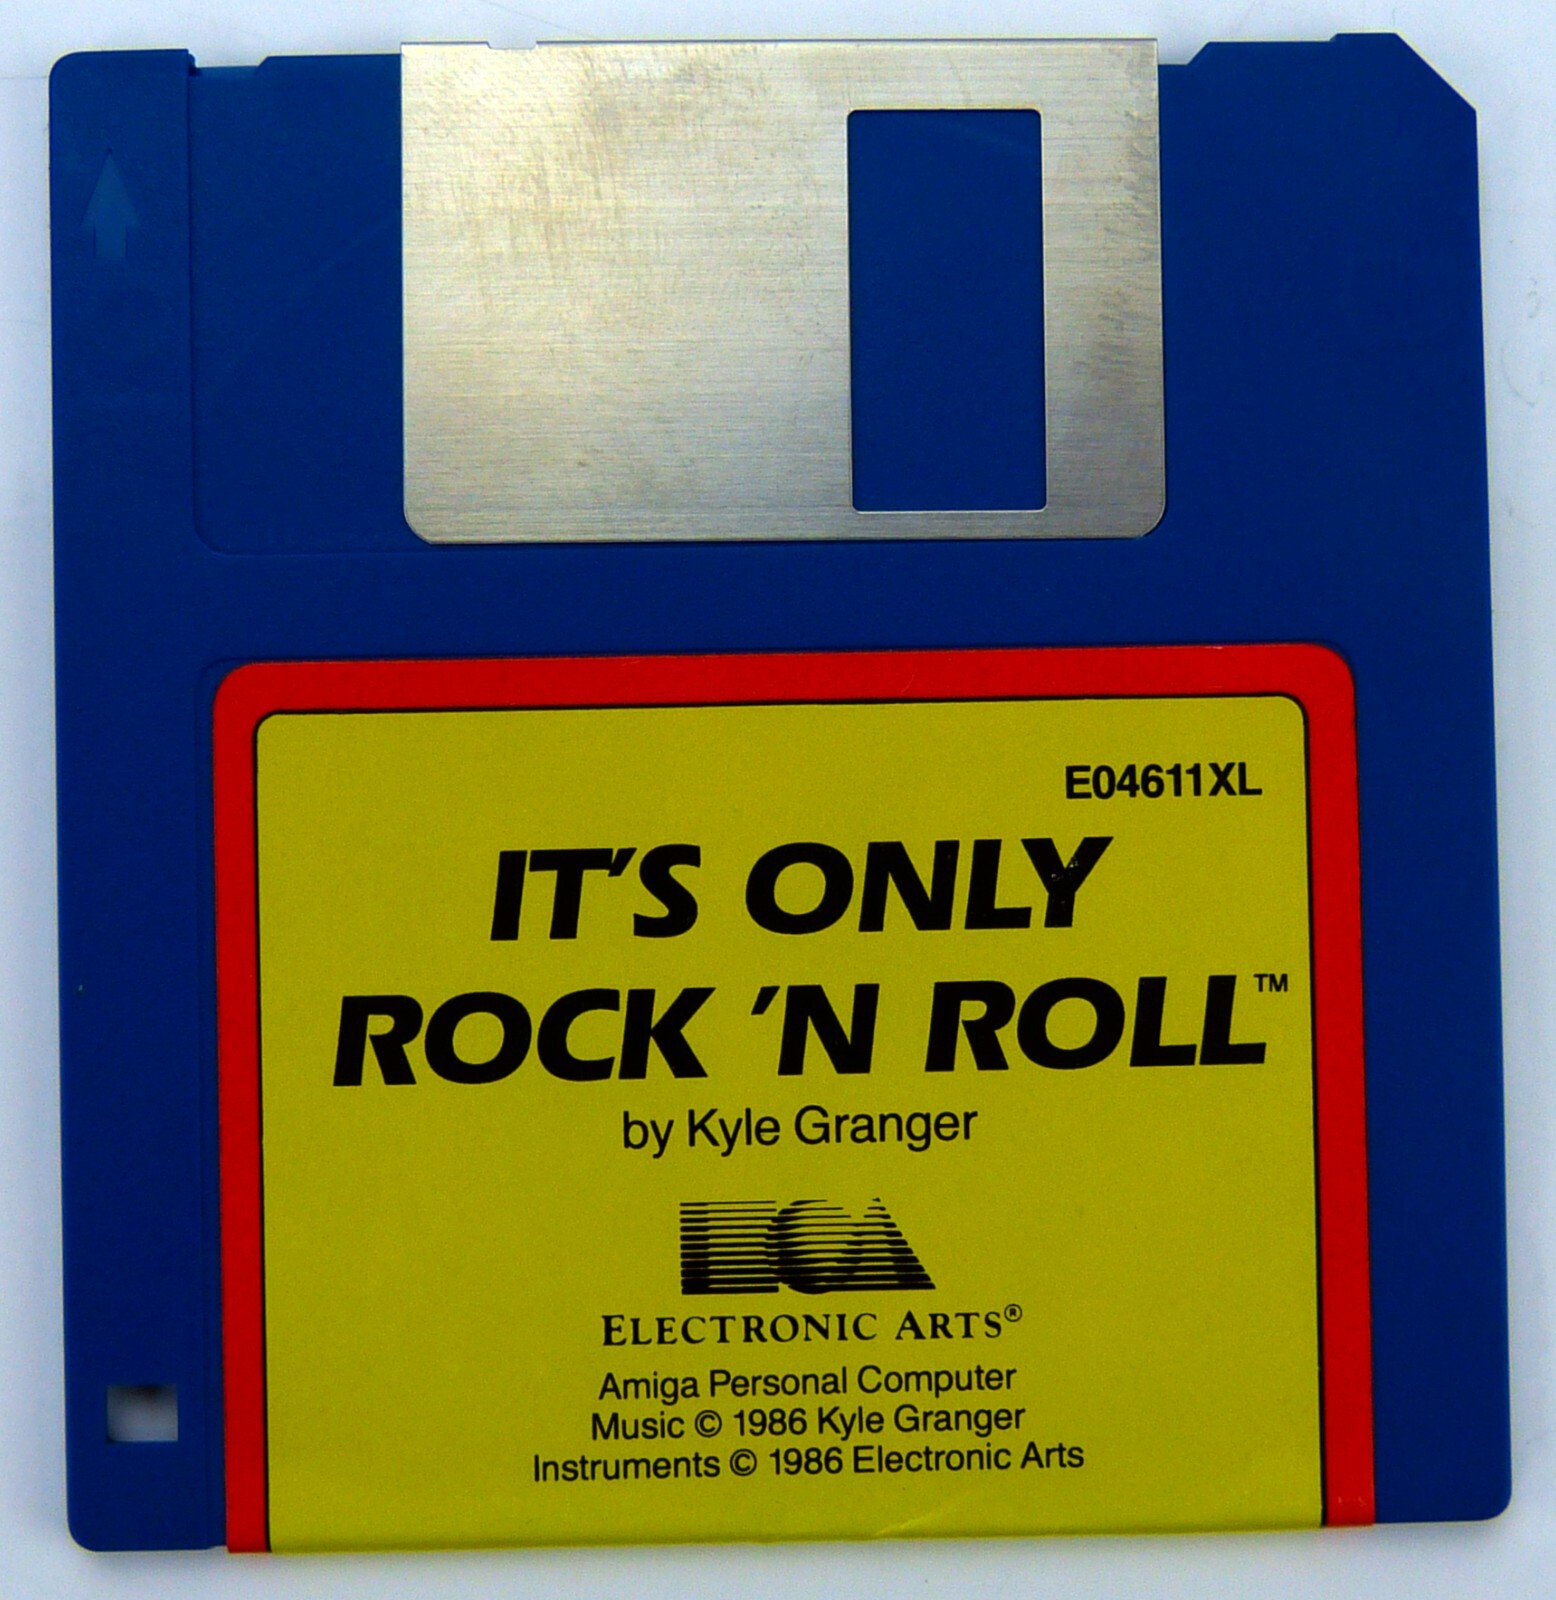 E04611XL
IT'S ONLY
ROCK 'N ROLL™
by Kyle Granger
ELECTRONIC ARTS®
Amiga Personal Computer
Music © 1986 Kyle Granger
Instruments © 1986 Electronic Arts